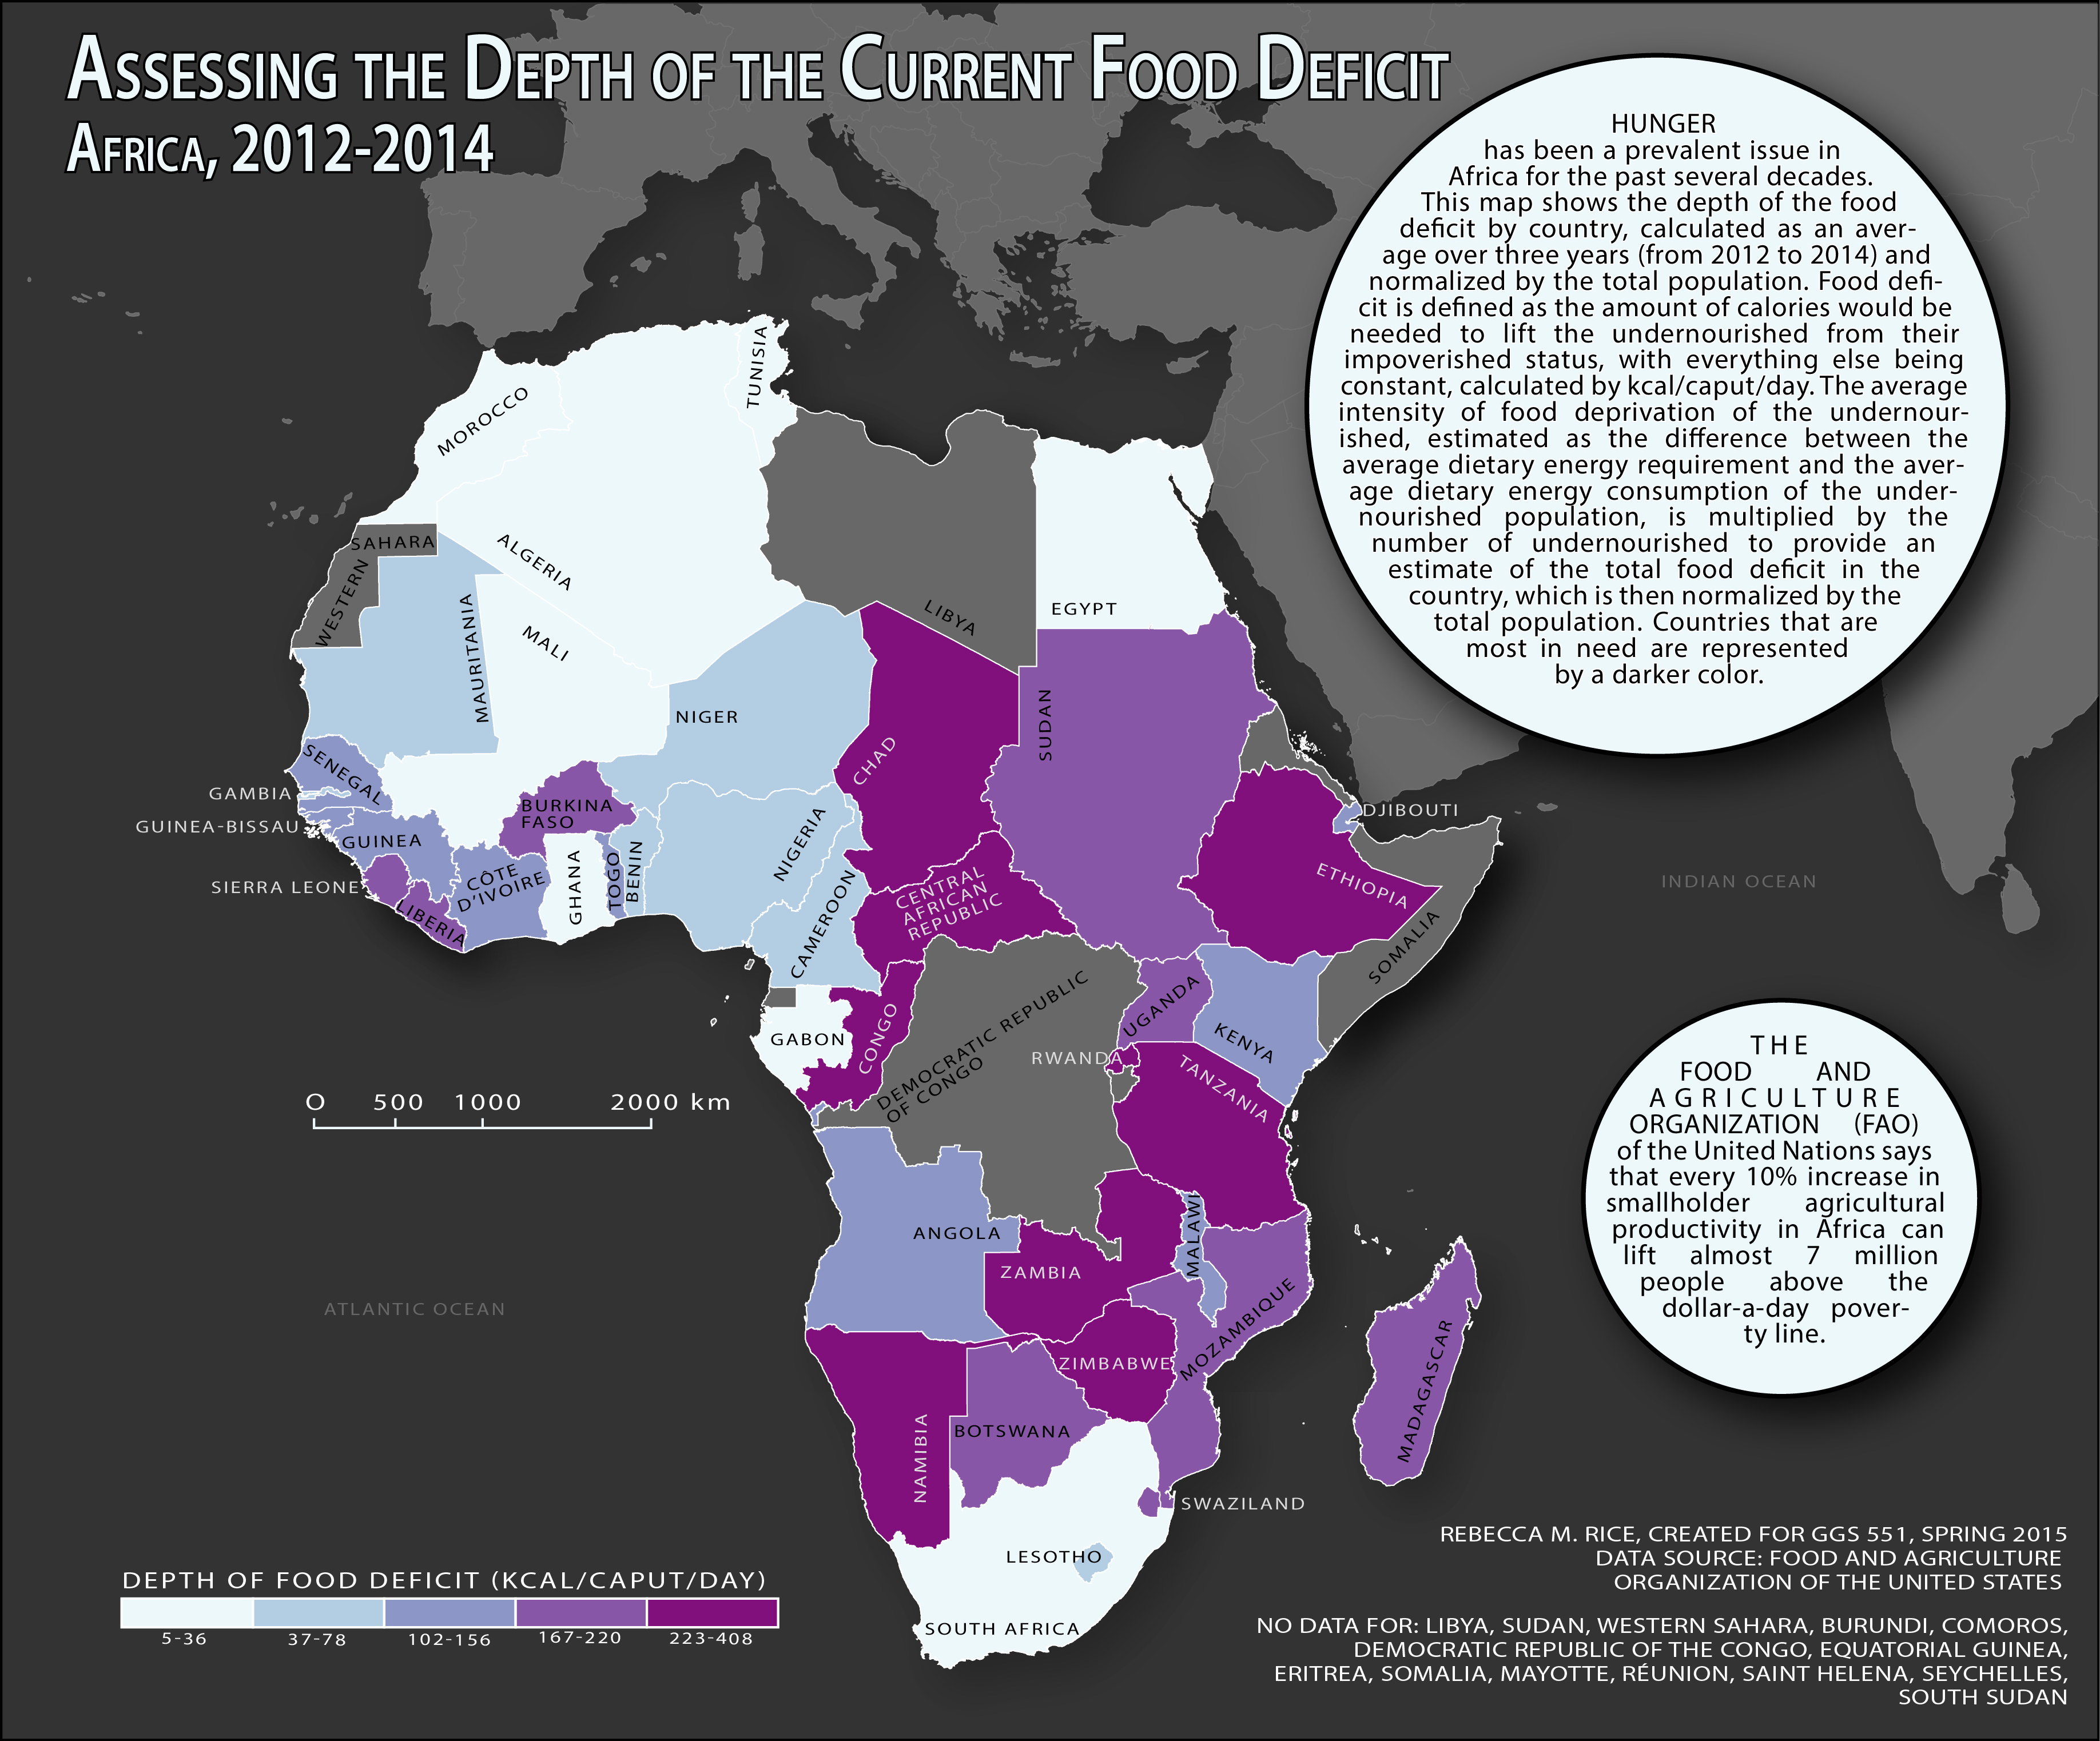 ASSESSING THE DEPTH OF THE CURRENT FOOD DEFICIT
AFRICA, 2012-2014
HUNGER
has been a prevalent issue in
Africa for the past several decades.
This map shows the depth of the food
deficit by country, calculated as an aver-
age over three years (from 2012 to 2014) and
normalized by the total population. Food defi-
cit is defined as the amount of calories would be
needed to lift the undernourished from their
impoverished status, with everything else being
constant, calculated by kcal/caput/day. The average
intensity of food deprivation of the undernour-
ished, estimated as the difference between the
average dietary energy requirement and the aver-
age dietary energy consumption of the under-
nourished population, is multiplied by the
number of undernourished to provide an
estimate of the total food deficit in the
country, which is then normalized by the
total population. Countries that are
most in need are represented
by a darker color.
TUNISIA
MOROCCO
ALGERIA
WESTERN SAHARA
LIBYA
EGYPT
MAURITANIA
MALI
NIGER
CHAD
SUDAN
SENEGAL
GAMBIA
GUINEA-BISSAU
GUINEA
SIERRA LEONE
LIBERIA
CÔTE
D'IVOIRE
BURKINA
FASO
GHANA
TOGO
BENIN
NIGERIA
CAMEROON
CENTRAL
AFRICAN
REPUBLIC
DJIBOUTI
ETHIOPIA
SOMALIA
INDIAN OCEAN
GABON
CONGO
DEMOCRATIC REPUBLIC
OF CONGO
UGANDA
RWANDA
KENYA
TANZANIA
THE
FOOD AND
AGRICULTURE
ORGANIZATION (FAO)
of the United Nations says
that every 10% increase in
smallholder agricultural
productivity in Africa can
lift almost 7 million
people above the
dollar-a-day pover-
ty line.
0 500 1000 2000 km
ATLANTIC OCEAN
ANGOLA
ZAMBIA
MALAWI
MOZAMBIQUE
ZIMBABWE
MADAGASCAR
NAMIBIA
BOTSWANA
SWAZILAND
LESOTHO
SOUTH AFRICA
DEPTH OF FOOD DEFICIT (KCAL/CAPUT/DAY)
5-36 37-78 102-156 167-220 223-408
REBECCA M. RICE, CREATED FOR GGS 551, SPRING 2015
DATA SOURCE: FOOD AND AGRICULTURE
ORGANIZATION OF THE UNITED STATES
NO DATA FOR: LIBYA, SUDAN, WESTERN SAHARA, BURUNDI, COMOROS,
DEMOCRATIC REPUBLIC OF THE CONGO, EQUATORIAL GUINEA,
ERITREA, SOMALIA, MAYOTTE, RÉUNION, SAINT HELENA, SEYCHELLES,
SOUTH SUDAN